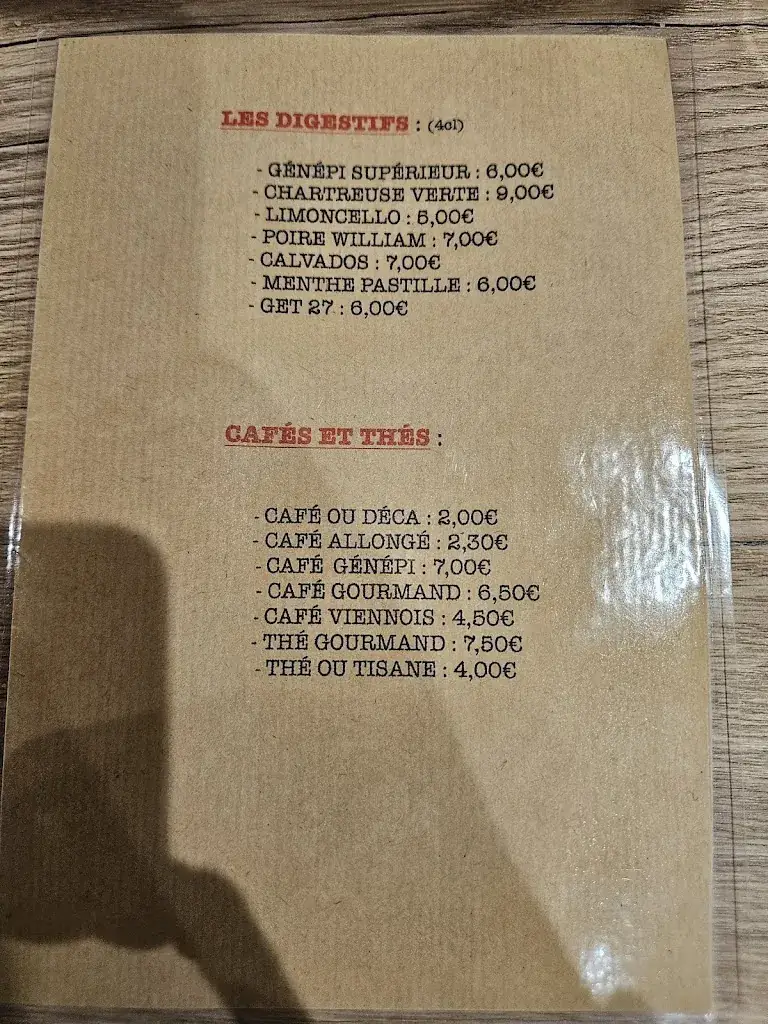 LES DIGESTIFS : (4cl)
- GÉNÉPI SUPÉRIEUR : 6,00€
- CHARTREUSE VERTE : 9,00€
- LIMONCELLO : 5,00€
- POIRE WILLIAM : 7,00€
- CALVADOS : 7,00€
- MENTHE PASTILLE : 6,00€
- GET 27 : 6,00€
CAFÉS ET THÉS :
- CAFÉ OU DÉCA : 2,00€
- CAFÉ ALLONGÉ : 2,30€
- CAFÉ GÉNÉPI : 7,00€
- CAFÉ GOURMAND : 6,50€
- CAFÉ VIENNOIS : 4,50€
- THÉ GOURMAND : 7,50€
- THÉ OU TISANE : 4,00€